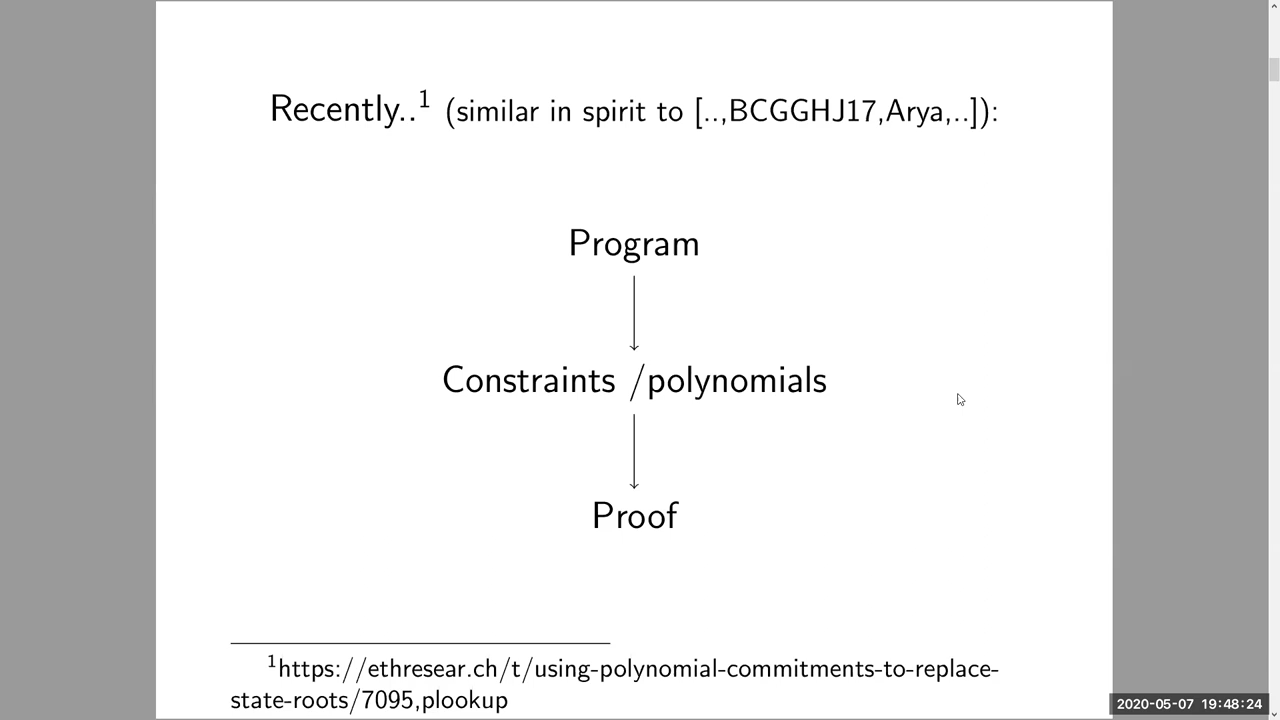 Recently..1 (similar in spirit to [..,BCGGHJ17,Arya,..]):
Program
Constraints /polynomials
Proof
1https://ethresear.ch/t/using-polynomial-commitments-to-replace-
state-roots/7095,plookup
2020-05-07 19:48:24